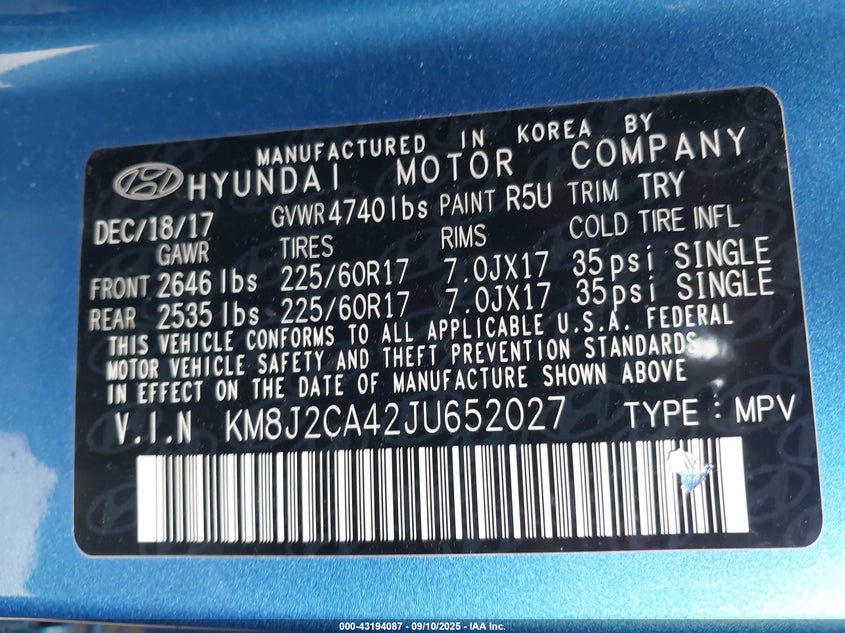 MANUFACTURED IN KOREA BY
HYUNDAI MOTOR COMPANY
DEC/18/17 GVWR 4740lbs PAINT R5U TRIM TRY
GAWR TIRES RIMS COLD TIRE INFL
FRONT 2646 lbs 225/60R17 7.0JX17 35psi SINGLE
REAR 2535 lbs 225/60R17 7.0JX17 35psi SINGLE
THIS VEHICLE CONFORMS TO ALL APPLICABLE U.S.A. FEDERAL
MOTOR VEHICLE SAFETY AND THEFT PREVENTION STANDARDS
IN EFFECT ON THE DATE OF MANUFACTURE SHOWN ABOVE
V.I.N KM8J2CA42JU652027 TYPE : MPV
000-43194087 - 09/10/2025 - IAA Inc.